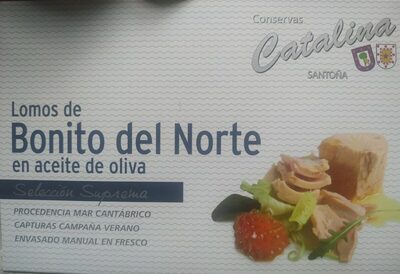 Conservas
Catalina
SANTOÑA
Lomos de
Bonito del Norte
en aceite de oliva
Selección Suprema
PROCEDENCIA MAR CANTÁBRICO
CAPTURAS CAMPAÑA VERANO
ENVASADO MANUAL EN FRESCO